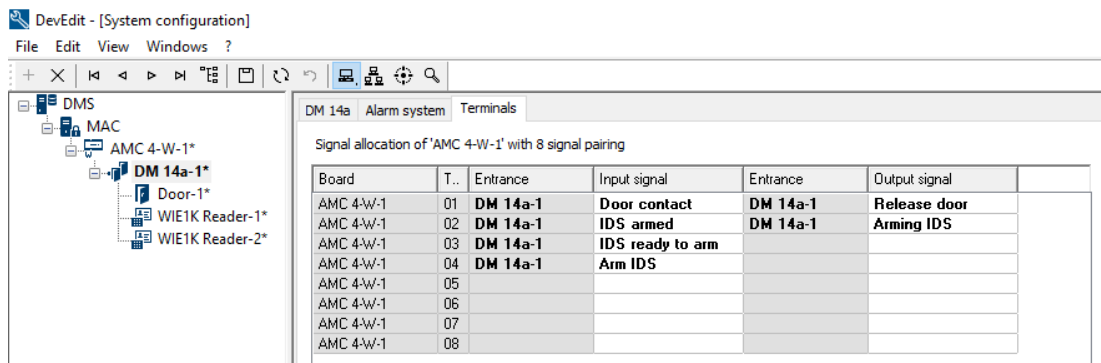 DevEdit - [System configuration]
File Edit View Windows ?
DMS
MAC
AMC 4-W-1*
DM 14a-1*
Door-1*
WIE1K Reader-1*
WIE1K Reader-2*
DM 14a Alarm system Terminals
Signal allocation of 'AMC 4-W-1' with 8 signal pairing
Board T.. Entrance Input signal Entrance Output signal
AMC 4-W-1 01 DM 14a-1 Door contact DM 14a-1 Release door
AMC 4-W-1 02 DM 14a-1 IDS armed DM 14a-1 Arming IDS
AMC 4-W-1 03 DM 14a-1 IDS ready to arm
AMC 4-W-1 04 DM 14a-1 Arm IDS
AMC 4-W-1 05
AMC 4-W-1 06
AMC 4-W-1 07
AMC 4-W-1 08